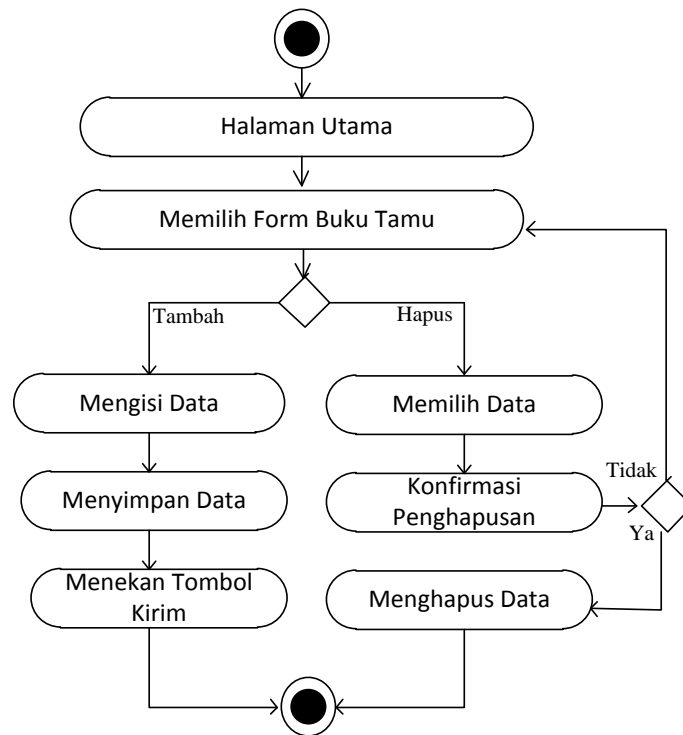 Halaman Utama
Memilih Form Buku Tamu
Tambah
Hapus
Mengisi Data
Memilih Data
Menyimpan Data
Konfirmasi
Penghapusan
Tidak
Ya
Menekan Tombol
Kirim
Menghapus Data